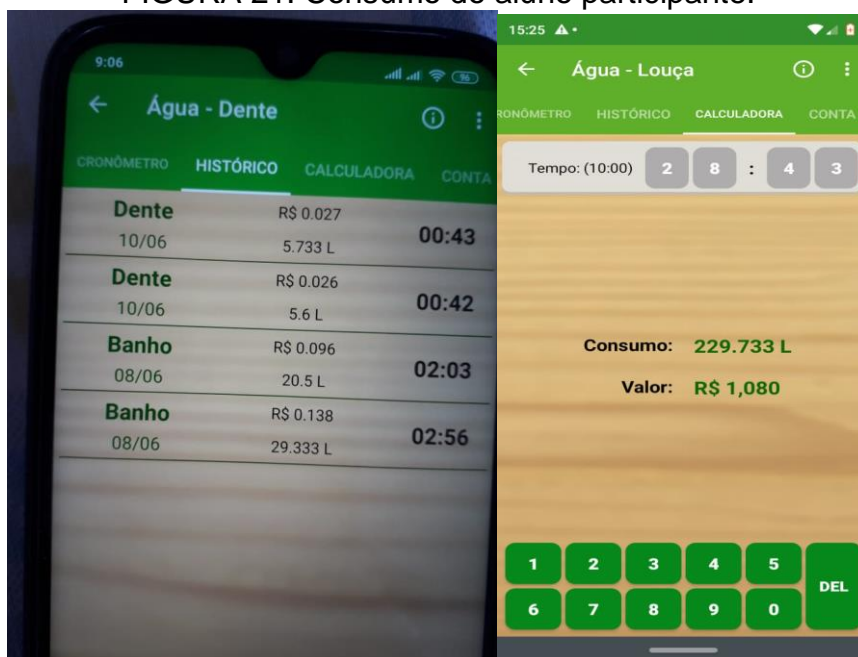 FIGURA 21: Consumo do aluno participante.
9:06
96
← Água - Dente
CRONÔMETRO HISTÓRICO CALCULADORA CONTA
Dente R$ 0.027
10/06 5.733 L 00:43
Dente R$ 0.026
10/06 5.6 L 00:42
Banho R$ 0.096
08/06 20.5 L 02:03
Banho R$ 0.138
08/06 29.333 L 02:56
15:25
← Água - Louça
RONÔMETRO HISTÓRICO CALCULADORA CONTA
Tempo: (10:00) 2 8 : 4 3
Consumo: 229.733 L
Valor: R$ 1,080
1 2 3 4 5
DEL
6 7 8 9 0